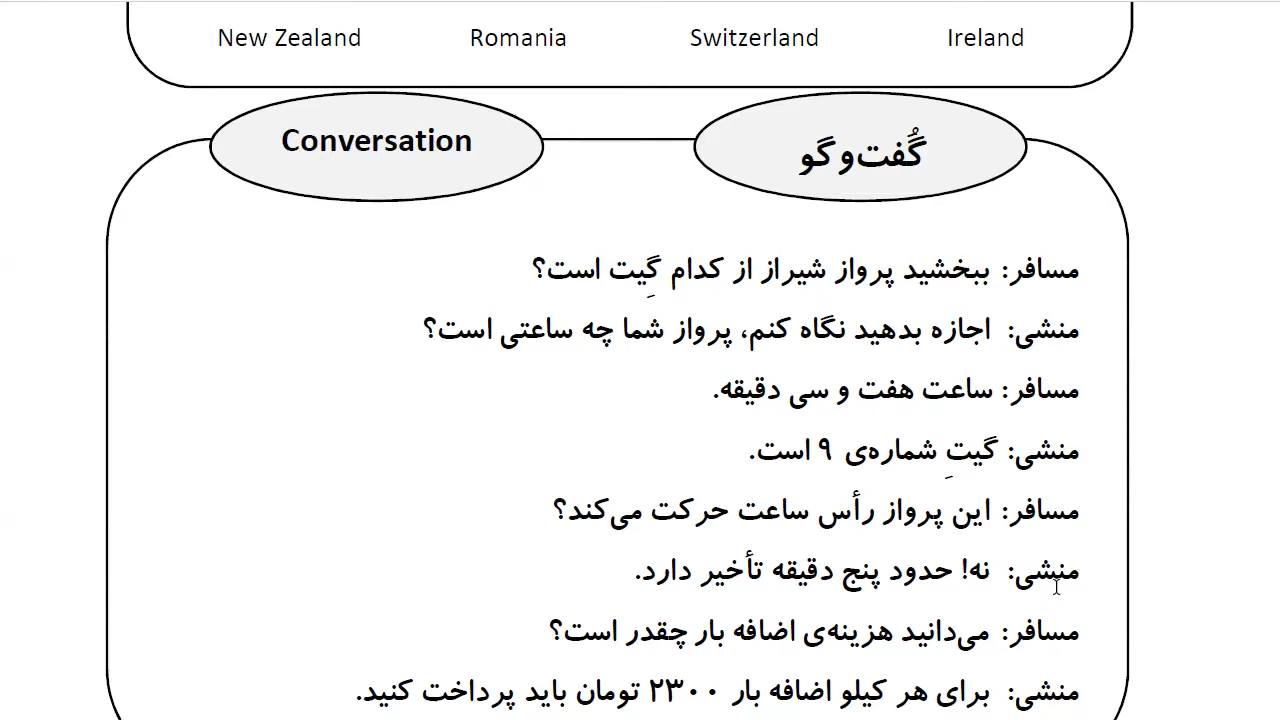 New Zealand Romania Switzerland Ireland
Conversation گُفت‌و‌گو
مسافر: ببخشید پرواز شیراز از کدام گِیت است؟
منشی: اجازه بدهید نگاه کنم، پرواز شما چه ساعتی است؟
مسافر: ساعت هفت و سی دقیقه.
منشی: گِیتِ شماره‌ی ۹ است.
مسافر: این پرواز رأس ساعت حرکت می‌کند؟
منشی: نه! حدود پنج دقیقه تأخیر دارد.
مسافر: می‌دانید هزینه‌ی اضافه بار چقدر است؟
منشی: برای هر کیلو اضافه بار ۲۳۰۰ تومان باید پرداخت کنید.